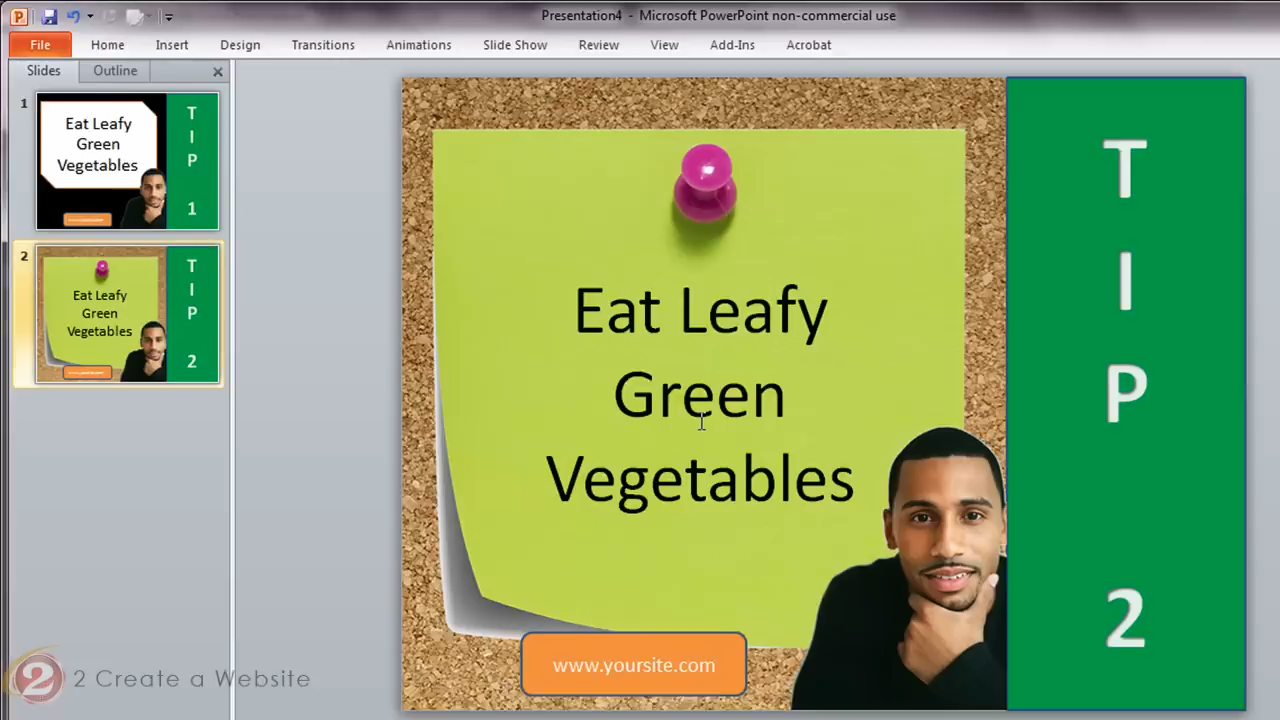 Presentation4 - Microsoft PowerPoint non-commercial use
File Home Insert Design Transitions Animations Slide Show Review View Add-Ins Acrobat
Slides Outline
1
Eat Leafy
Green
Vegetables
T
I
P
1
2
Eat Leafy
Green
Vegetables
T
I
P
2
Eat Leafy
Green
Vegetables
www.yoursite.com
T
I
P
2
2 2 Create a Website